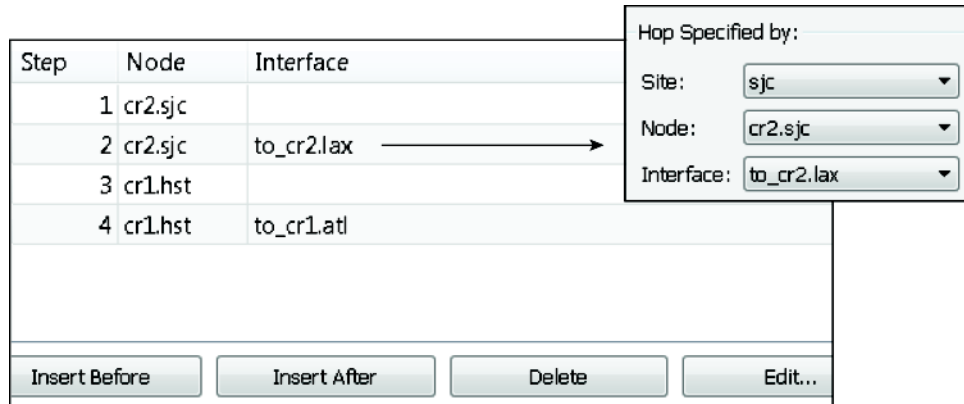 Step Node Interface
1 cr2.sjc
2 cr2.sjc to_cr2.lax
3 cr1.hst
4 cr1.hst to_cr1.atl
Insert Before Insert After Delete Edit...
Hop Specified by:
Site: sjc
Node: cr2.sjc
Interface: to_cr2.lax